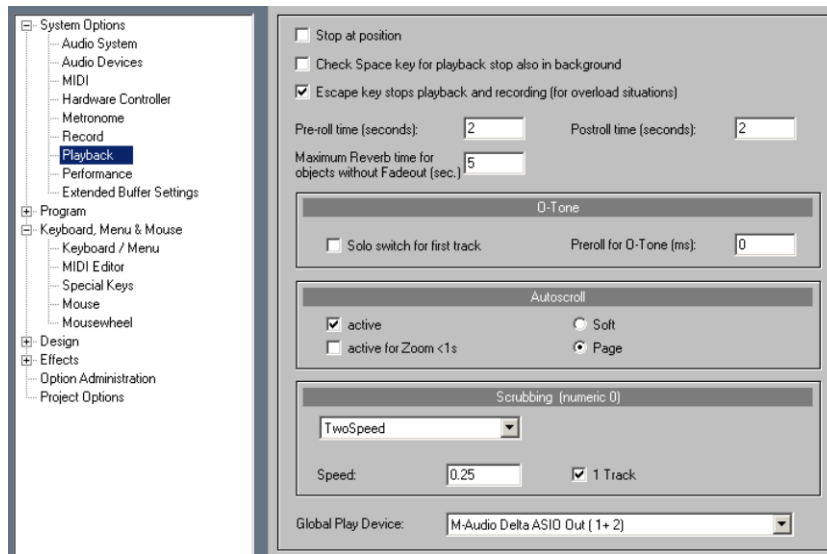 System Options
Audio System
Audio Devices
MIDI
Hardware Controller
Metronome
Record
Playback
Performance
Extended Buffer Settings
Program
Keyboard, Menu & Mouse
Keyboard / Menu
MIDI Editor
Special Keys
Mouse
Mousewheel
Design
Effects
Option Administration
Project Options
Stop at position
Check Space key for playback stop also in background
Escape key stops playback and recording (for overload situations)
Pre-roll time (seconds): 2 Postroll time (seconds): 2
Maximum Reverb time for
objects without Fadeout (sec.) 5
O-Tone
Solo switch for first track Preroll for O-Tone (ms): 0
Autoscroll
active Soft
active for Zoom <1s Page
Scrubbing (numeric 0)
TwoSpeed
Speed: 0.25 1 Track
Global Play Device: M-Audio Delta ASIO Out ( 1+ 2)